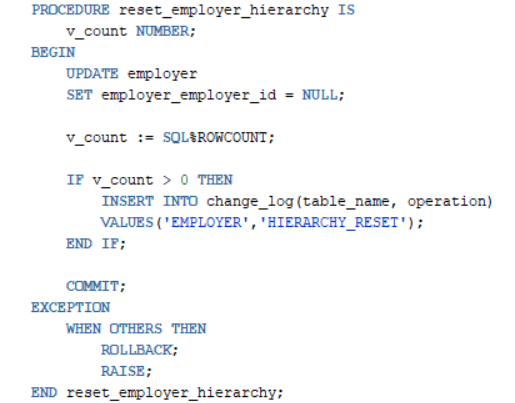 PROCEDURE reset_employer_hierarchy IS
    v_count NUMBER;
BEGIN
    UPDATE employer
    SET employer_employer_id = NULL;

    v_count := SQL%ROWCOUNT;

    IF v_count > 0 THEN
        INSERT INTO change_log(table_name, operation)
        VALUES('EMPLOYER','HIERARCHY_RESET');
    END IF;

    COMMIT;
EXCEPTION
    WHEN OTHERS THEN
        ROLLBACK;
        RAISE;
END reset_employer_hierarchy;